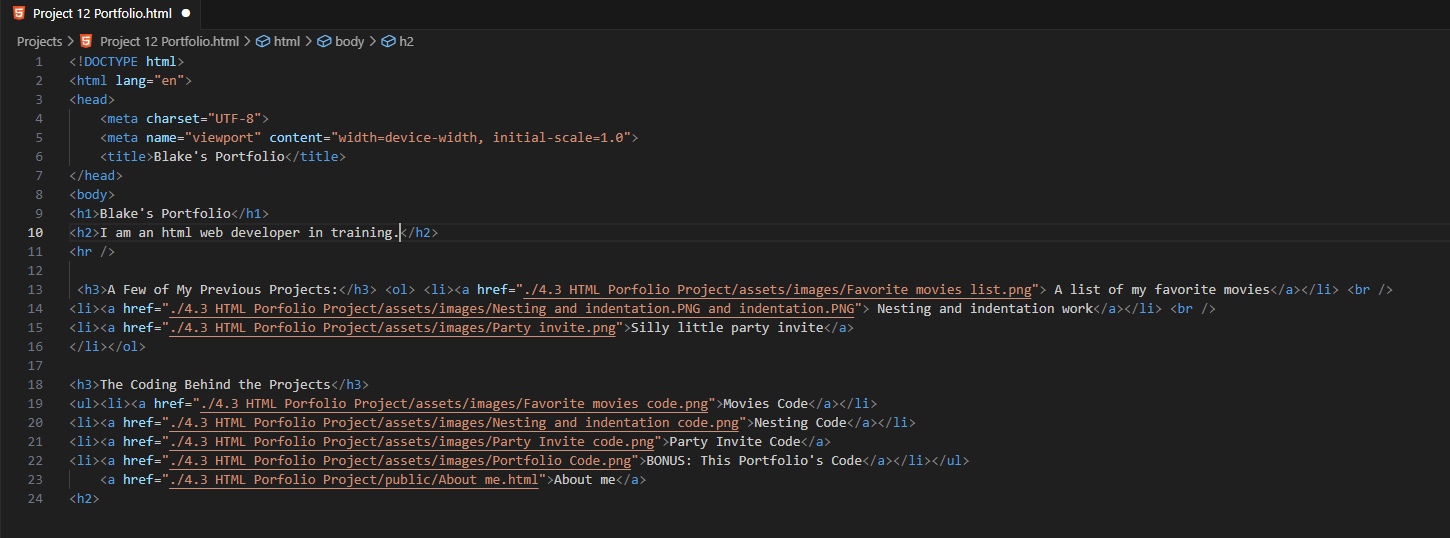 Project 12 Portfolio.html
Projects > Project 12 Portfolio.html > html > body > h2
1 <!DOCTYPE html>
2 <html lang="en">
3 <head>
4     <meta charset="UTF-8">
5     <meta name="viewport" content="width=device-width, initial-scale=1.0">
6     <title>Blake's Portfolio</title>
7 </head>
8 <body>
9 <h1>Blake's Portfolio</h1>
10 <h2>I am an html web developer in training.</h2>
11 <hr />
12
13  <h3>A Few of My Previous Projects:</h3> <ol> <li><a href="./4.3 HTML Porfolio Project/assets/images/Favorite movies list.png"> A list of my favorite movies</a></li> <br />
14 <li><a href="./4.3 HTML Porfolio Project/assets/images/Nesting and indentation.PNG and indentation.PNG"> Nesting and indentation work</a></li> <br />
15 <li><a href="./4.3 HTML Porfolio Project/assets/images/Party invite.png">Silly little party invite</a>
16 </li></ol>
17
18 <h3>The Coding Behind the Projects</h3>
19 <ul><li><a href="./4.3 HTML Porfolio Project/assets/images/Favorite movies code.png">Movies Code</a></li>
20 <li><a href="./4.3 HTML Porfolio Project/assets/images/Nesting and indentation code.png">Nesting Code</a></li>
21 <li><a href="./4.3 HTML Porfolio Project/assets/images/Party Invite code.png">Party Invite Code</a>
22 <li><a href="./4.3 HTML Porfolio Project/assets/images/Portfolio Code.png">BONUS: This Portfolio's Code</a></li></ul>
23     <a href="./4.3 HTML Porfolio Project/public/About me.html">About me</a>
24 <h2>